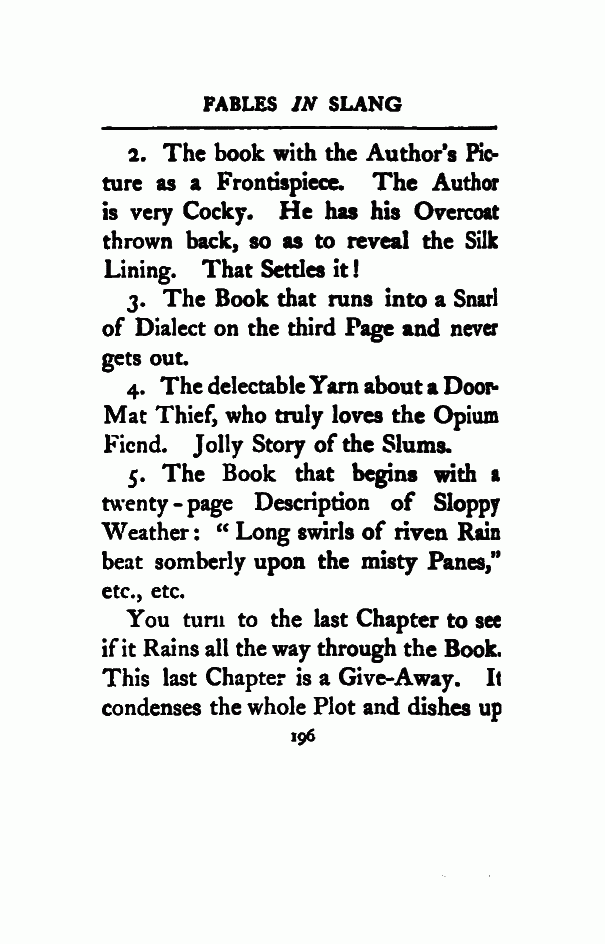 FABLES IN SLANG
2. The book with the Author's Pic-
ture as a Frontispiece. The Author
is very Cocky. He has his Overcoat
thrown back, so as to reveal the Silk
Lining. That Settles it!
3. The Book that runs into a Snarl
of Dialect on the third Page and never
gets out.
4. The delectable Yarn about a Door-
Mat Thief, who truly loves the Opium
Fiend. Jolly Story of the Slums.
5. The Book that begins with a
twenty-page Description of Sloppy
Weather: "Long swirls of riven Rain
beat somberly upon the misty Panes,"
etc., etc.
You turn to the last Chapter to see
if it Rains all the way through the Book.
This last Chapter is a Give-Away. It
condenses the whole Plot and dishes up
196